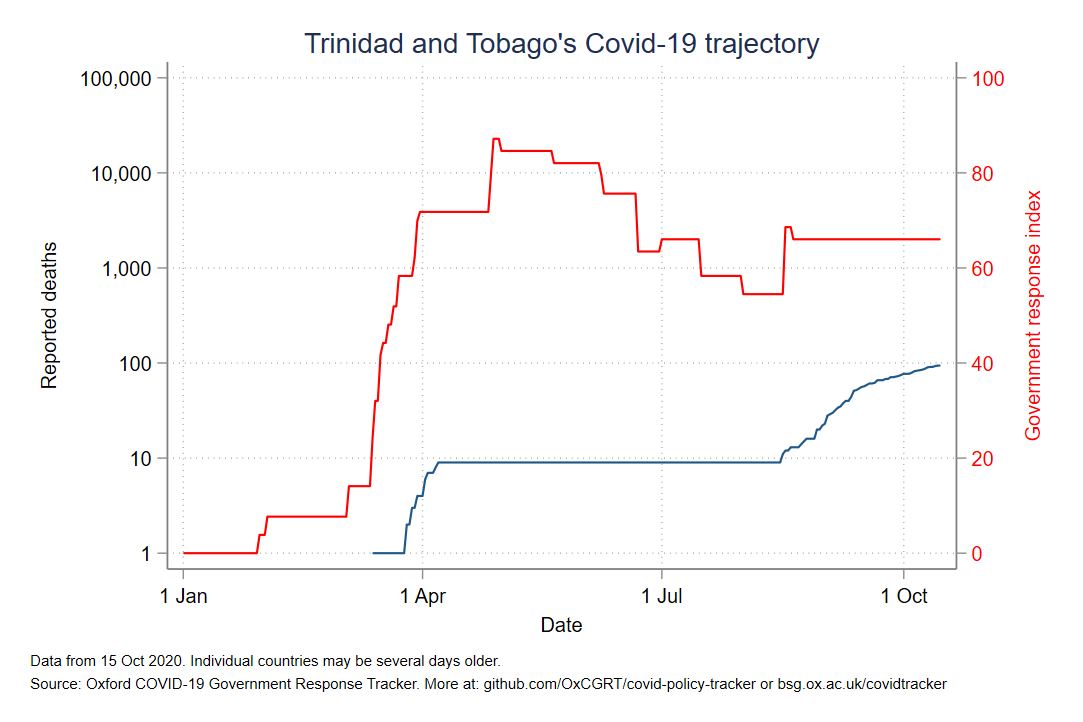 Trinidad and Tobago's Covid-19 trajectory
100,000
10,000
1,000
100
10
1
Reported deaths
100
80
60
40
20
0
Government response index
1 Jan
1 Apr
1 Jul
1 Oct
Date
Data from 15 Oct 2020. Individual countries may be several days older.
Source: Oxford COVID-19 Government Response Tracker. More at: github.com/OxCGRT/covid-policy-tracker or bsg.ox.ac.uk/covidtracker